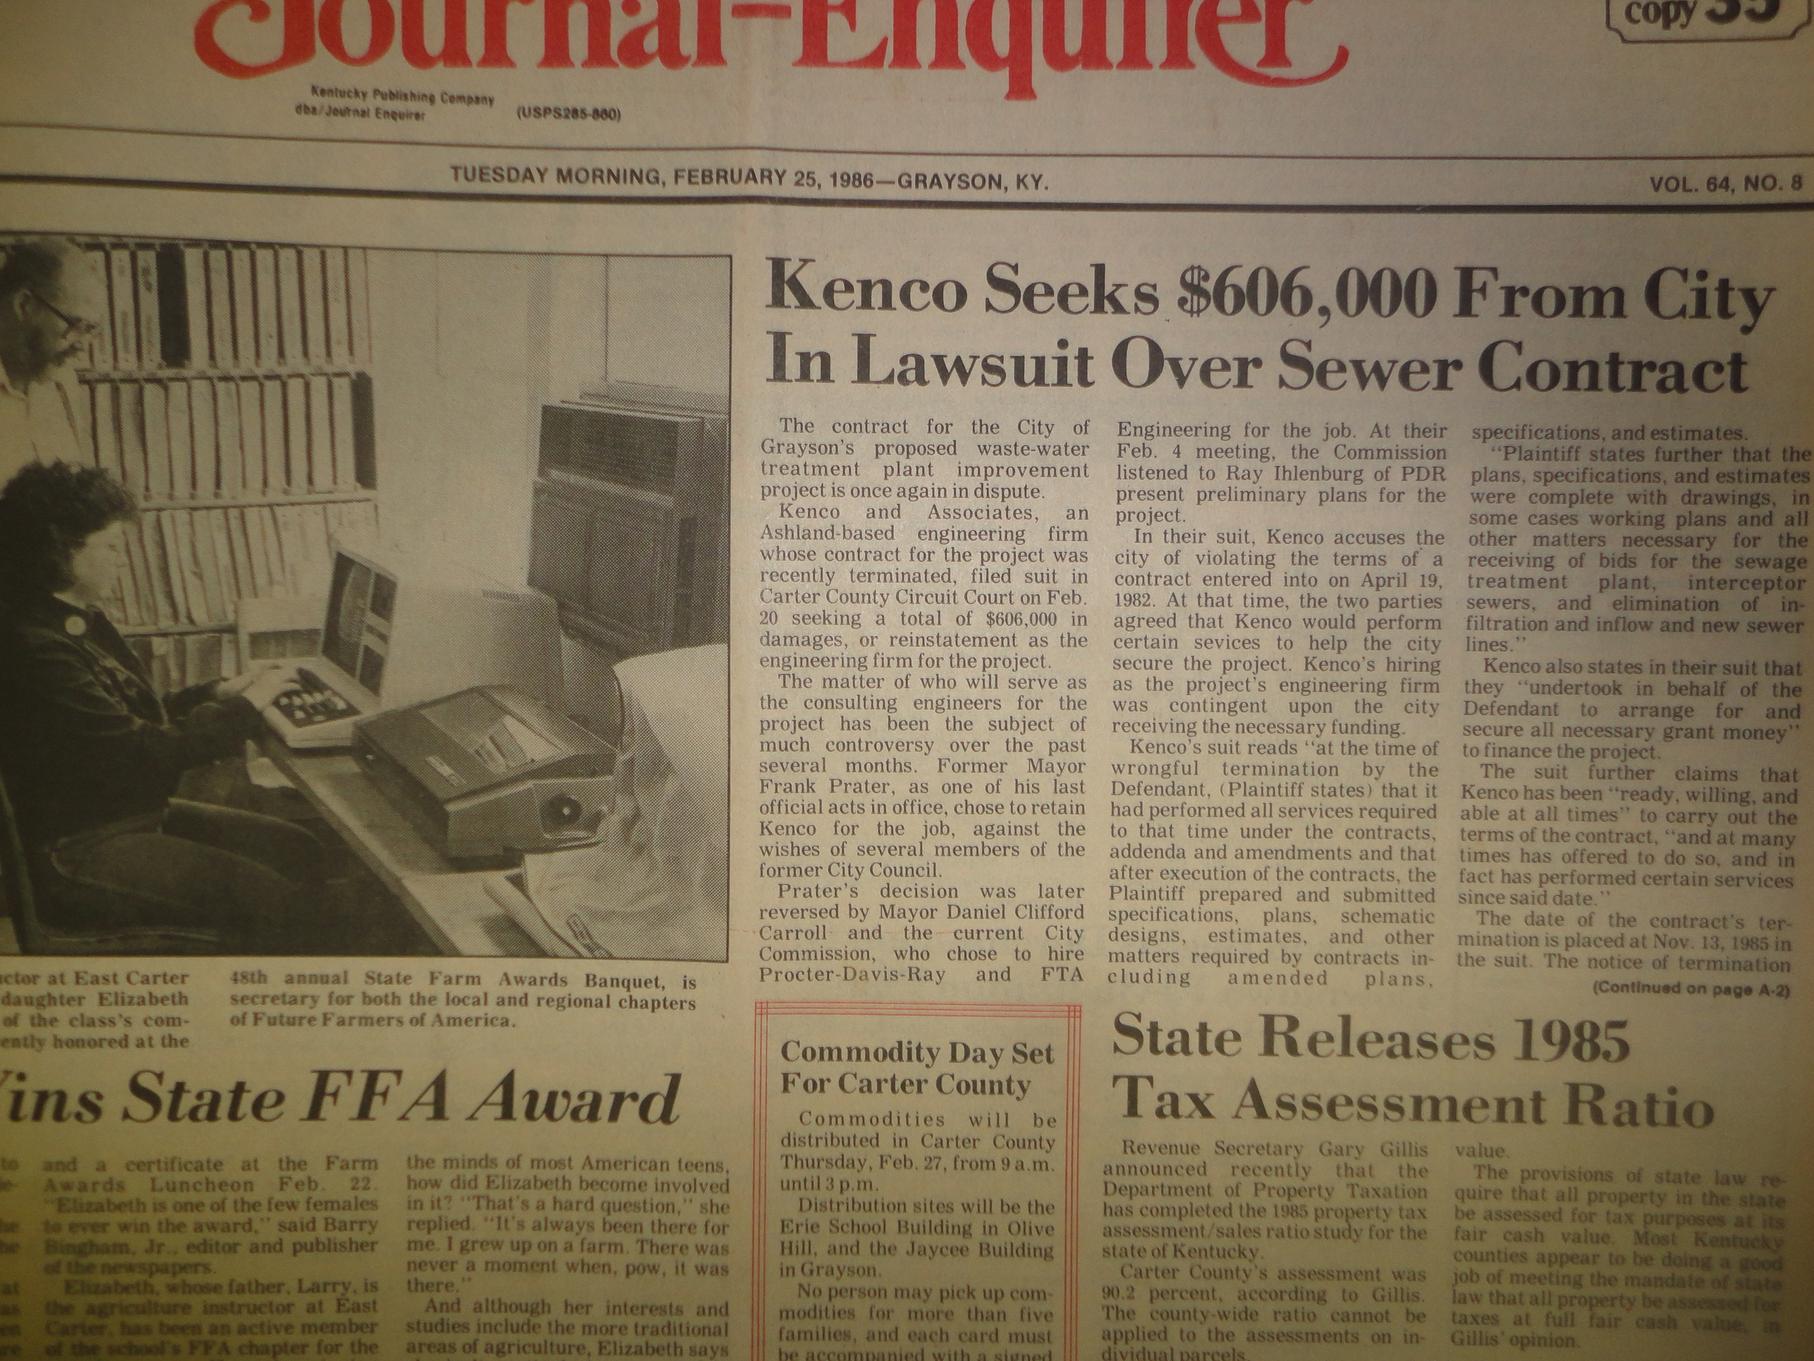 Journal-Enquirer
copy 35
Kentucky Publishing Company
dba/Journal Enquirer
(USPS285-860)
TUESDAY MORNING, FEBRUARY 25, 1986—GRAYSON, KY.
VOL. 64, NO. 8
Kenco Seeks $606,000 From City
In Lawsuit Over Sewer Contract
The contract for the City of
Grayson's proposed waste-water
treatment plant improvement
project is once again in dispute.
Kenco and Associates, an
Ashland-based engineering firm
whose contract for the project was
recently terminated, filed suit in
Carter County Circuit Court on Feb.
20 seeking a total of $606,000 in
damages, or reinstatement as the
engineering firm for the project.
The matter of who will serve as
the consulting engineers for the
project has been the subject of
much controversy over the past
several months. Former Mayor
Frank Prater, as one of his last
official acts in office, chose to retain
Kenco for the job, against the
wishes of several members of the
former City Council.
Prater's decision was later
reversed by Mayor Daniel Clifford
Carroll and the current City
Commission, who chose to hire
Procter-Davis-Ray and FTA
Engineering for the job. At their
Feb. 4 meeting, the Commission
listened to Ray Ihlenburg of PDR
present preliminary plans for the
project.
In their suit, Kenco accuses the
city of violating the terms of a
contract entered into on April 19,
1982. At that time, the two parties
agreed that Kenco would perform
certain sevices to help the city
secure the project. Kenco's hiring
as the project's engineering firm
was contingent upon the city
receiving the necessary funding.
Kenco's suit reads "at the time of
wrongful termination by the
Defendant, (Plaintiff states) that it
had performed all services required
to that time under the contracts,
addenda and amendments and that
after execution of the contracts, the
Plaintiff prepared and submitted
specifications, plans, schematic
designs, estimates, and other
matters required by contracts in-
cluding amended plans,
specifications, and estimates.
"Plaintiff states further that the
plans, specifications, and estimates
were complete with drawings, in
some cases working plans and all
other matters necessary for the
receiving of bids for the sewage
treatment plant, interceptor
sewers, and elimination of in-
filtration and inflow and new sewer
lines."
Kenco also states in their suit that
they "undertook in behalf of the
Defendant to arrange for and
secure all necessary grant money"
to finance the project.
The suit further claims that
Kenco has been "ready, willing, and
able at all times" to carry out the
terms of the contract, "and at many
times has offered to do so, and in
fact has performed certain services
since said date."
The date of the contract's ter-
mination is placed at Nov. 13, 1985 in
the suit. The notice of termination
(Continued on page A-2)
ctor at East Carter
daughter Elizabeth
of the class's com-
ently honored at the
48th annual State Farm Awards Banquet, is
secretary for both the local and regional chapters
of Future Farmers of America.
ins State FFA Award
to
he
he
at
as
en
re
and a certificate at the Farm
Awards Luncheon Feb. 22.
"Elizabeth is one of the few females
to ever win the award," said Barry
Bingham, Jr., editor and publisher
of the newspapers.
Elizabeth, whose father, Larry, is
the agriculture instructor at East
Carter, has been an active member
of the school's FFA chapter for the
the minds of most American teens,
how did Elizabeth become involved
in it? "That's a hard question," she
replied. "It's always been there for
me. I grew up on a farm. There was
never a moment when, pow, it was
there."
And although her interests and
studies include the more traditional
areas of agriculture, Elizabeth says
Commodity Day Set
For Carter County
Commodities will be
distributed in Carter County
Thursday, Feb. 27, from 9 a.m.
until 3 p.m.
Distribution sites will be the
Erie School Building in Olive
Hill, and the Jaycee Building
in Grayson.
No person may pick up com-
modities for more than five
families, and each card must
be accompanied with a signed
State Releases 1985
Tax Assessment Ratio
Revenue Secretary Gary Gillis
announced recently that the
Department of Property Taxation
has completed the 1985 property tax
assessment/sales ratio study for the
state of Kentucky.
Carter County's assessment was
90.2 percent, according to Gillis.
The county-wide ratio cannot be
applied to the assessments on in-
dividual parcels.
value.
The provisions of state law re-
quire that all property in the state
be assessed for tax purposes at its
fair cash value. Most Kentucky
counties appear to be doing a good
job of meeting the mandate of state
law that all property be assessed for
taxes at full fair cash value, in
Gillis' opinion.